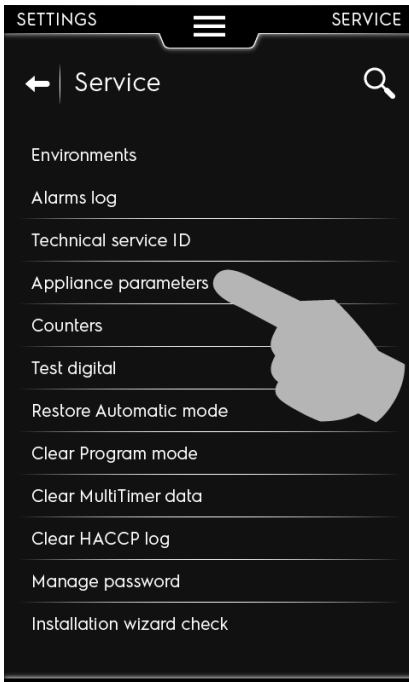 SETTINGS SERVICE
Service
Environments
Alarms log
Technical service ID
Appliance parameters
Counters
Test digital
Restore Automatic mode
Clear Program mode
Clear MultiTimer data
Clear HACCP log
Manage password
Installation wizard check